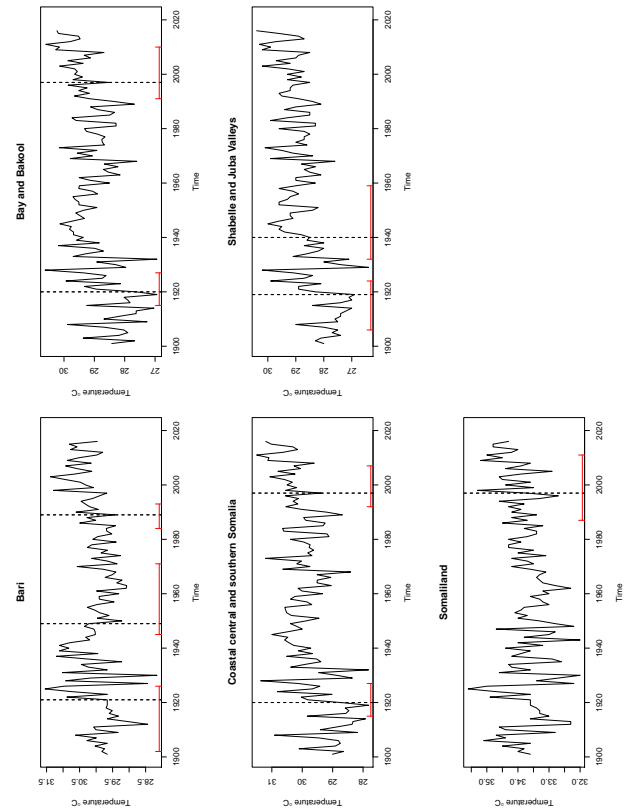 Bari
Temperature °C
31.5
30.5
29.5
28.5
1900 1920 1940 1960 1980 2000 2020
Time
Bay and Bakool
Temperature °C
30
29
28
27
1900 1920 1940 1960 1980 2000 2020
Time
Coastal central and southern Somalia
Temperature °C
31
30
29
28
1900 1920 1940 1960 1980 2000 2020
Time
Shabelle and Juba Valleys
Temperature °C
30
29
28
27
1900 1920 1940 1960 1980 2000 2020
Time
Somaliland
Temperature °C
35.0
34.0
33.0
32.0
1900 1920 1940 1960 1980 2000 2020
Time